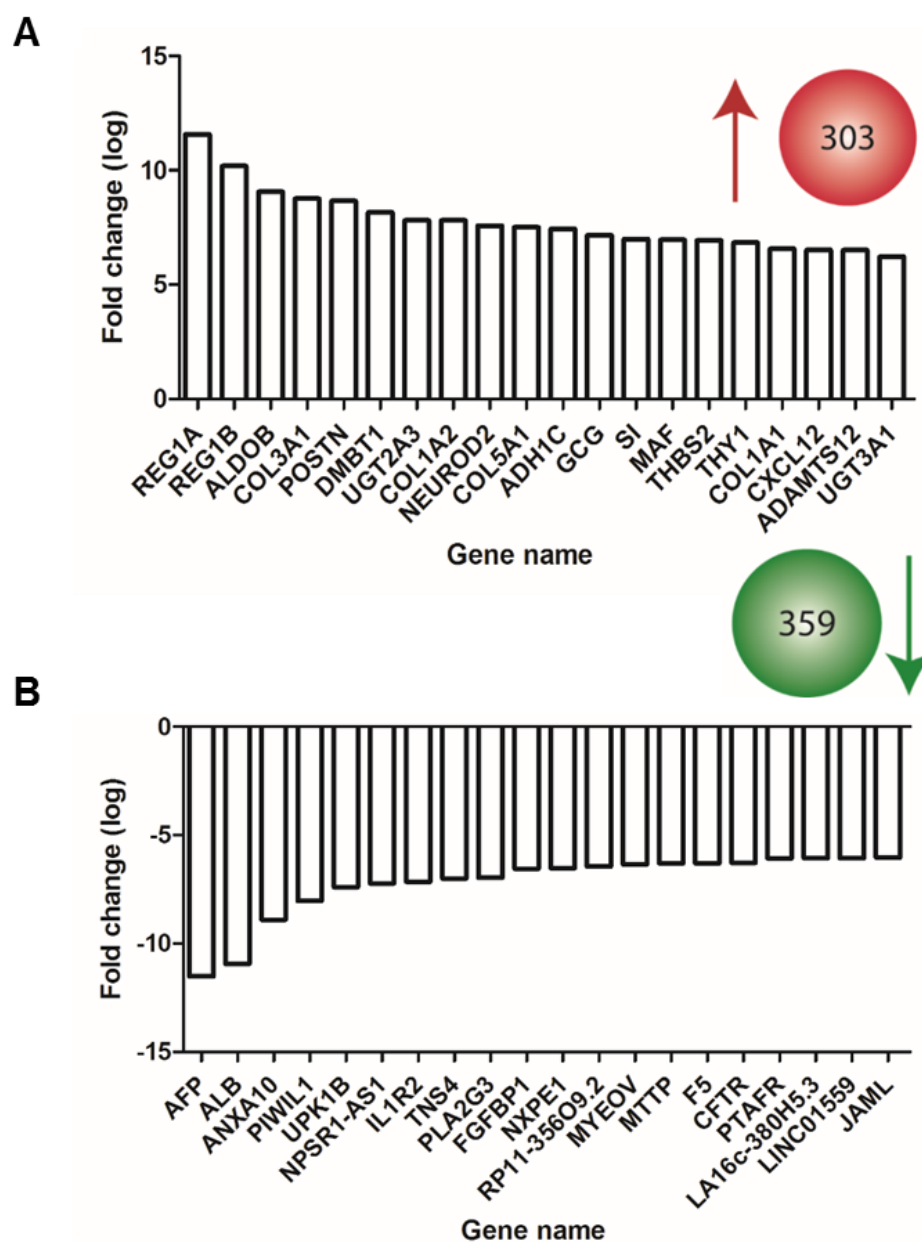 A
15
10
5
0
Fold change (log)
303
REG1A
REG1B
ALDOB
COL3A1
POSTN
DMBT1
UGT2A3
COL1A2
NEUROD2
COL5A1
ADH1C
GCG
SI
MAF
THBS2
THY1
COL1A1
CXCL12
ADAMTS12
UGT3A1
Gene name
359
B
0
-5
-10
-15
Fold change (log)
AFP
ALB
ANXA10
PIWIL1
UPK1B
NPSR1-AS1
IL1R2
TNS4
PLA2G3
FGFBP1
NXPE1
RP11-356O9.2
MYEOV
MTTP
F5
CFTR
PTAFR
LA16c-380H5.3
LINC01559
JAML
Gene name